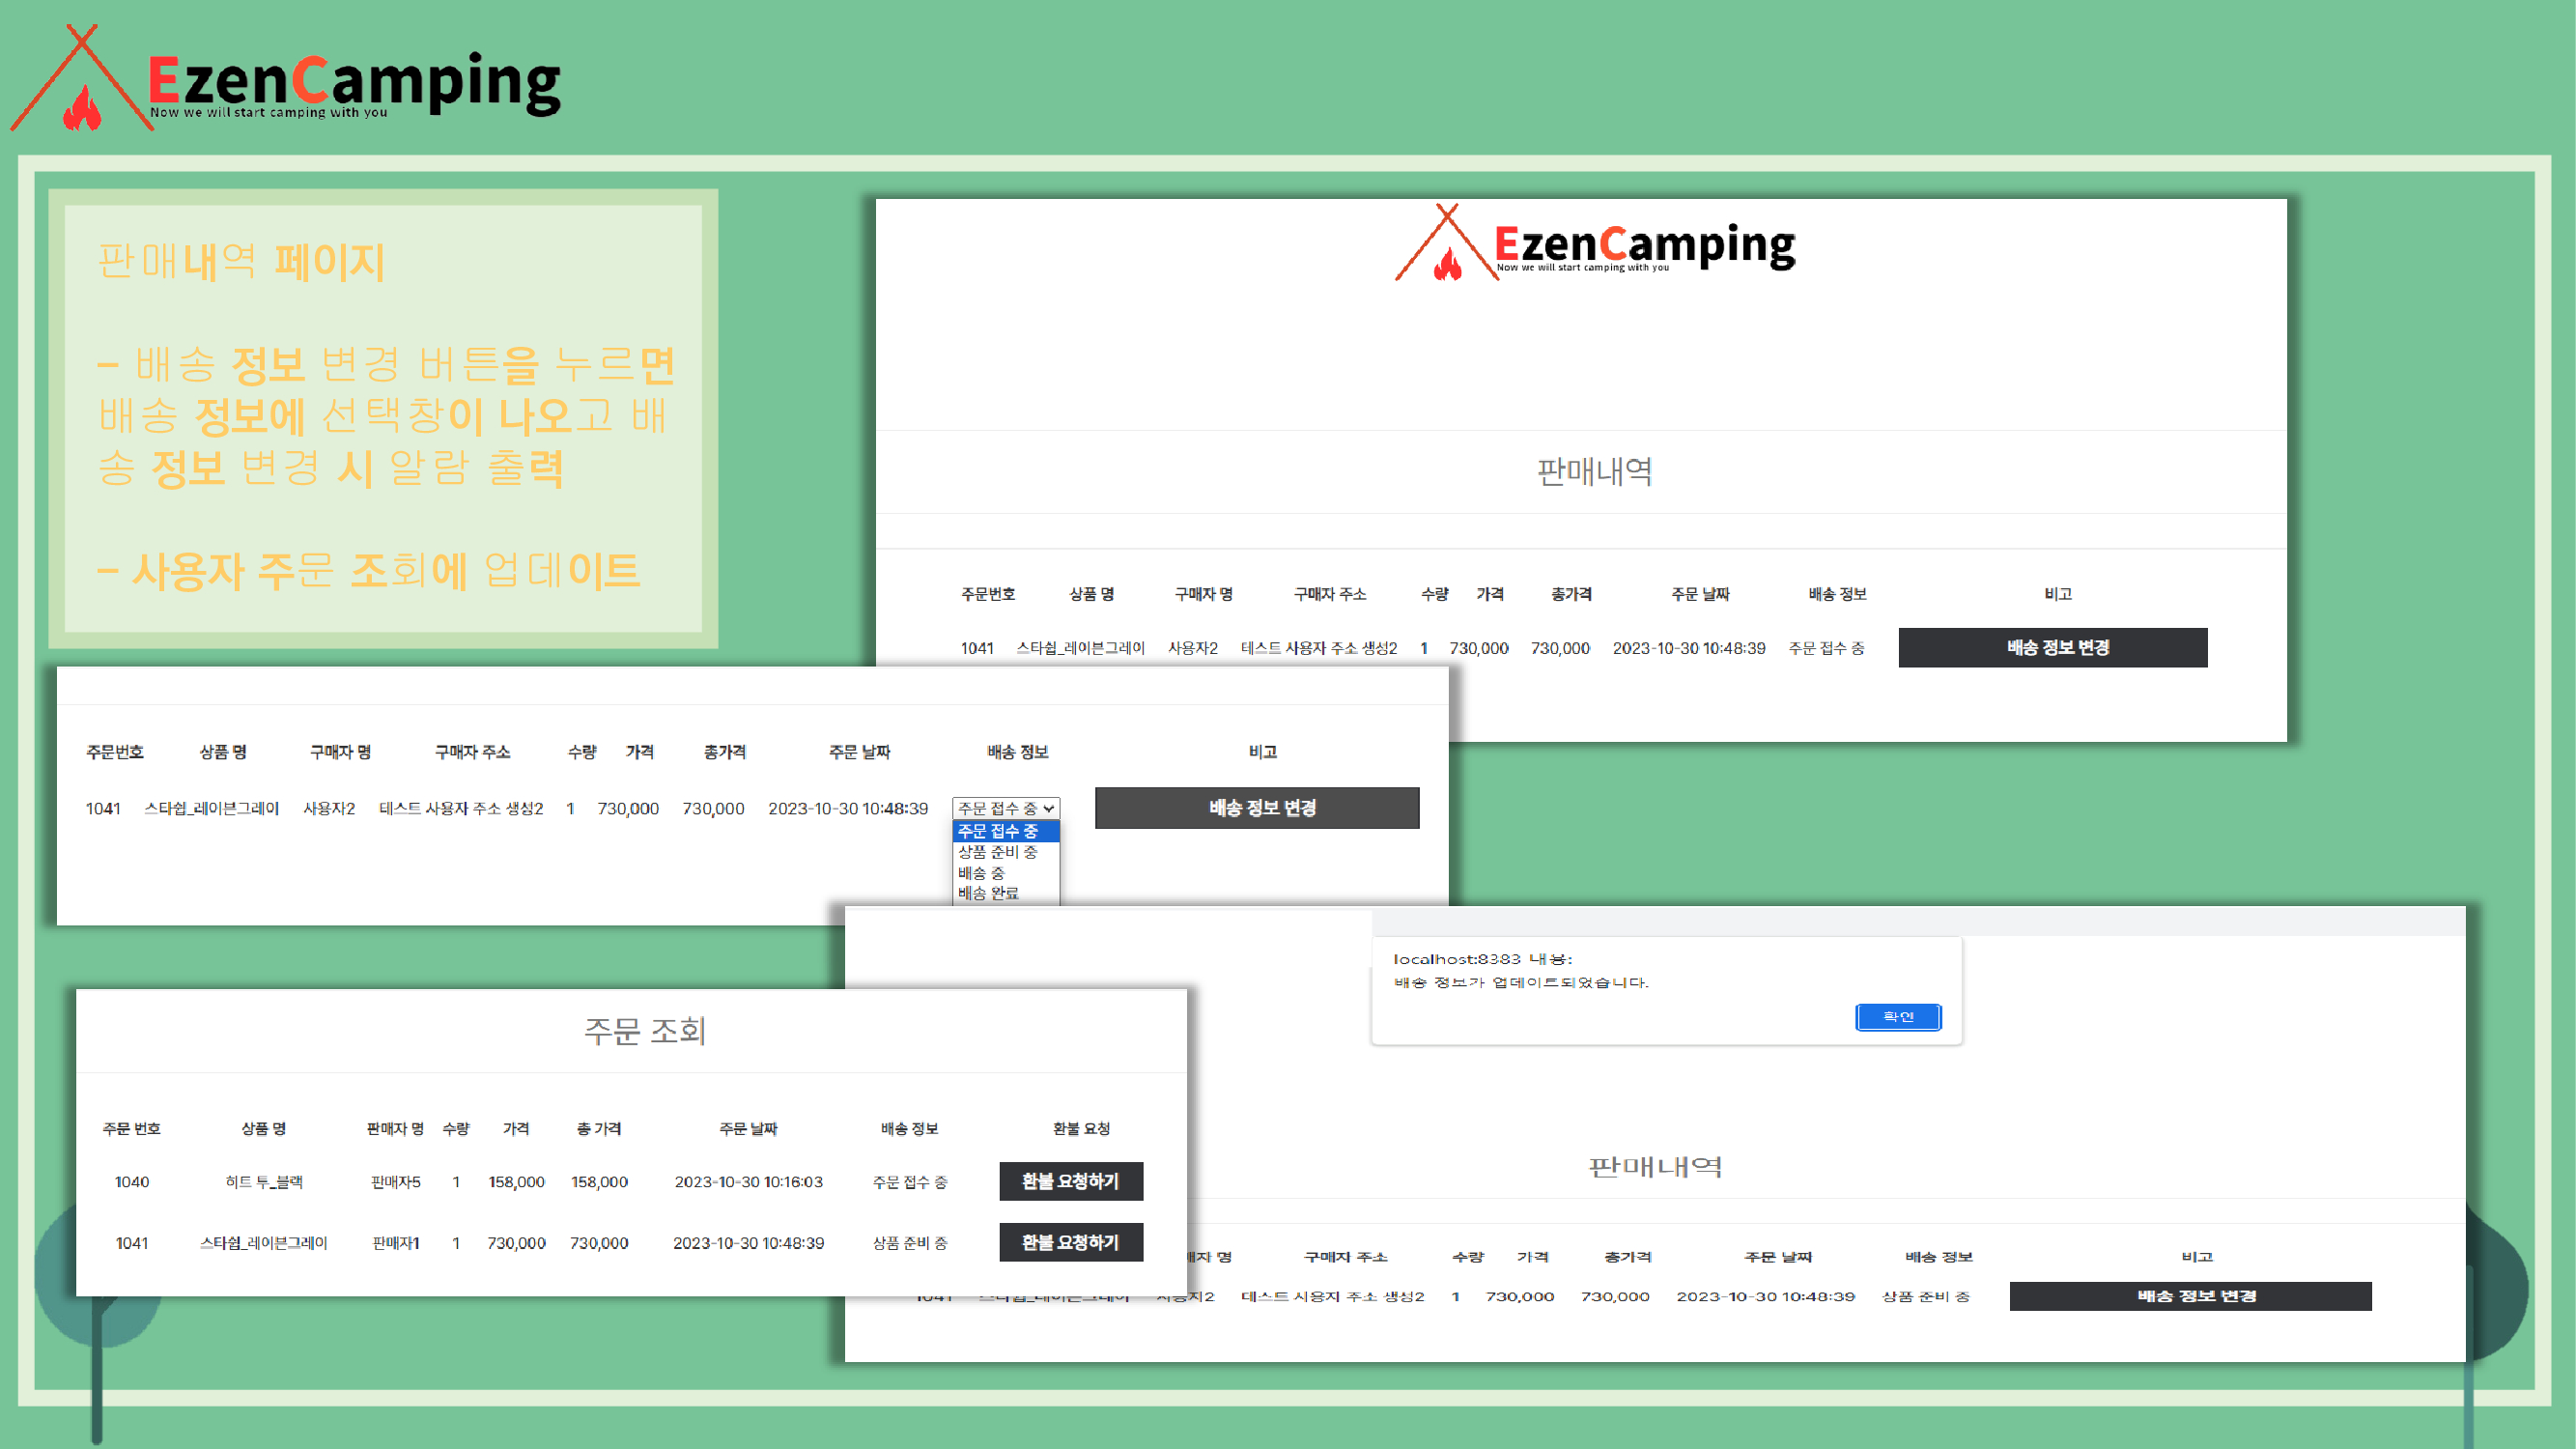 EzenCamping
Now we will start camping with you
판매내역 페이지
– 배송 정보 변경 버튼을 누르면
배송 정보에 선택창이 나오고 배
송 정보 변경 시 알람 출력
– 사용자 주문 조회에 업데이트
EzenCamping
Now we will start camping with you
판매내역
주문번호 상품 명 구매자 명 구매자 주소 수량 가격 총가격 주문 날짜 배송 정보 비고
1041 스타쉽_레이븐그레이 사용자2 테스트 사용자 주소 생성2 1 730,000 730,000 2023-10-30 10:48:39 주문 접수 중 배송 정보 변경
주문번호 상품 명 구매자 명 구매자 주소 수량 가격 총가격 주문 날짜 배송 정보 비고
1041 스타쉽_레이븐그레이 사용자2 테스트 사용자 주소 생성2 1 730,000 730,000 2023-10-30 10:48:39 주문 접수 중 배송 정보 변경
주문 접수 중
상품 준비 중
배송 중
배송 완료
localhost:8383 내용:
배송 정보가 업데이트되었습니다.
확인
주문 조회
주문 번호 상품 명 판매자 명 수량 가격 총 가격 주문 날짜 배송 정보 환불 요청
1040 히트 투_블랙 판매자5 1 158,000 158,000 2023-10-30 10:16:03 주문 접수 중 환불 요청하기
1041 스타쉽_레이븐그레이 판매자1 1 730,000 730,000 2023-10-30 10:48:39 상품 준비 중 환불 요청하기
판매내역
명 구매자 주소 수량 가격 총가격 주문 날짜 배송 정보 비고
1041 스타쉽_레이븐그레이 사용자2 테스트 사용자 주소 생성2 1 730,000 730,000 2023-10-30 10:48:39 상품 준비 중 배송 정보 변경